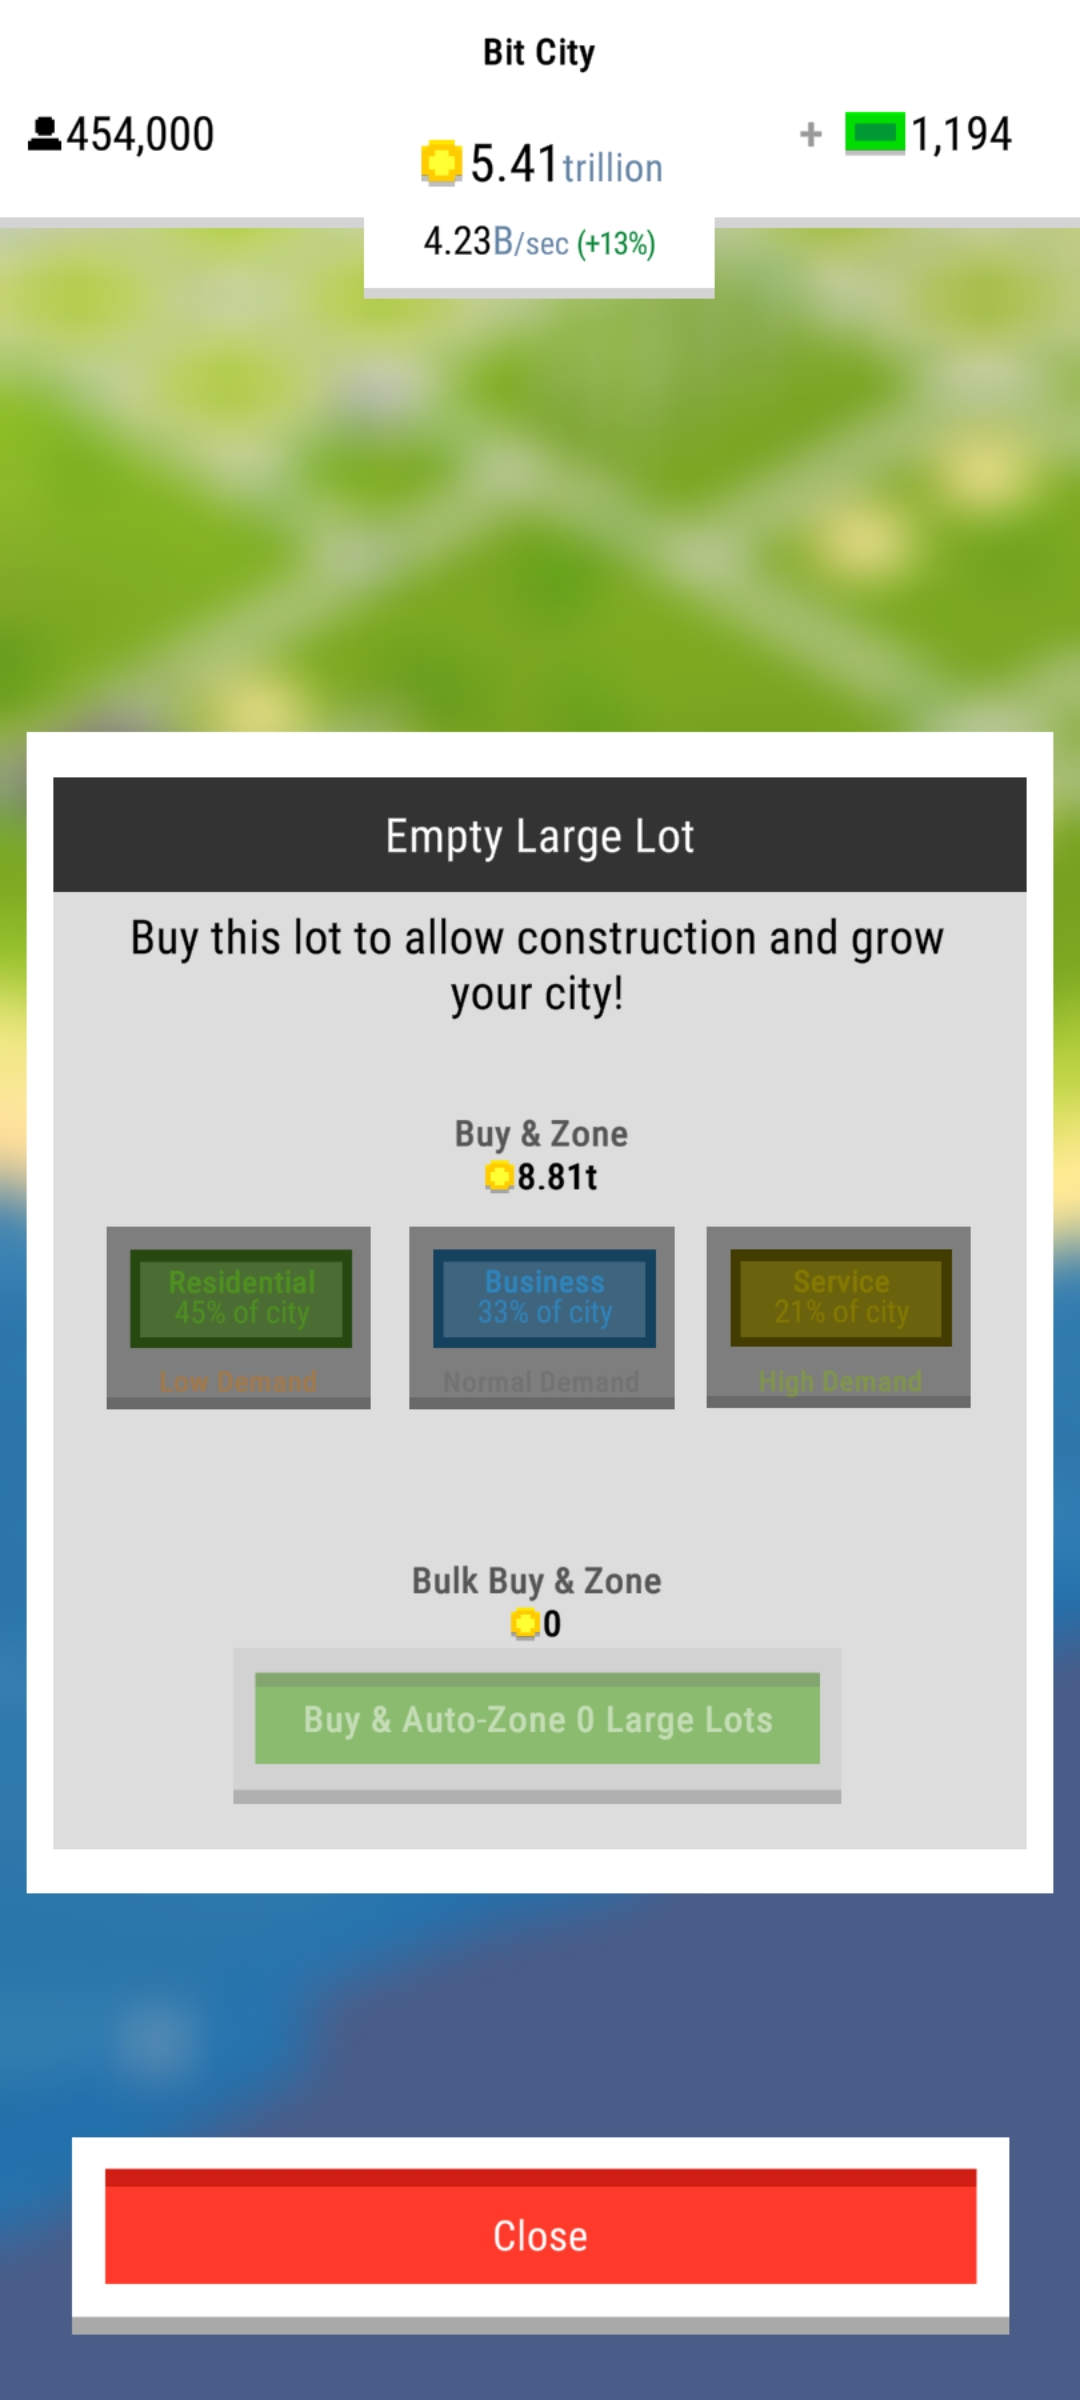 Bit City
454,000
5.41trillion
+ 1,194
4.23B/sec (+13%)
Empty Large Lot
Buy this lot to allow construction and grow
your city!
Buy & Zone
8.81t
Residential
45% of city
Low Demand
Business
33% of city
Normal Demand
Service
21% of city
High Demand
Bulk Buy & Zone
0
Buy & Auto-Zone 0 Large Lots
Close